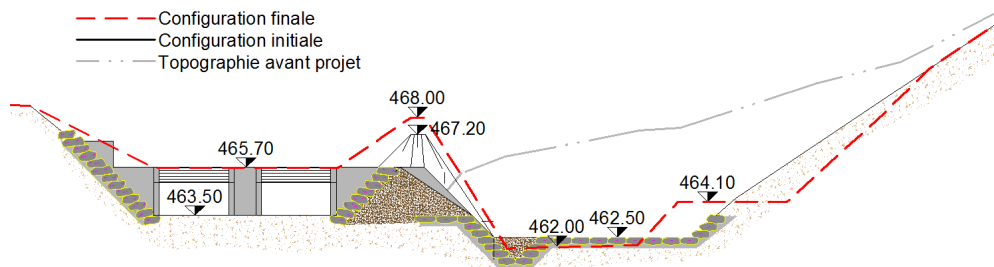 Configuration finale
Configuration initiale
Topographie avant projet
468.00
467.20
465.70
463.50
464.10
462.50
462.00